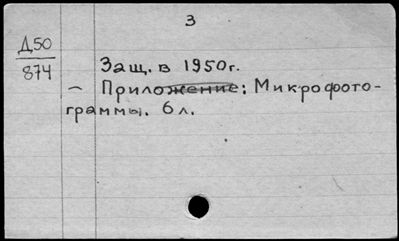 3
Д50
874
Защ. в 1950г.
– Приложение: Микрофото-
граммы. 6 л.